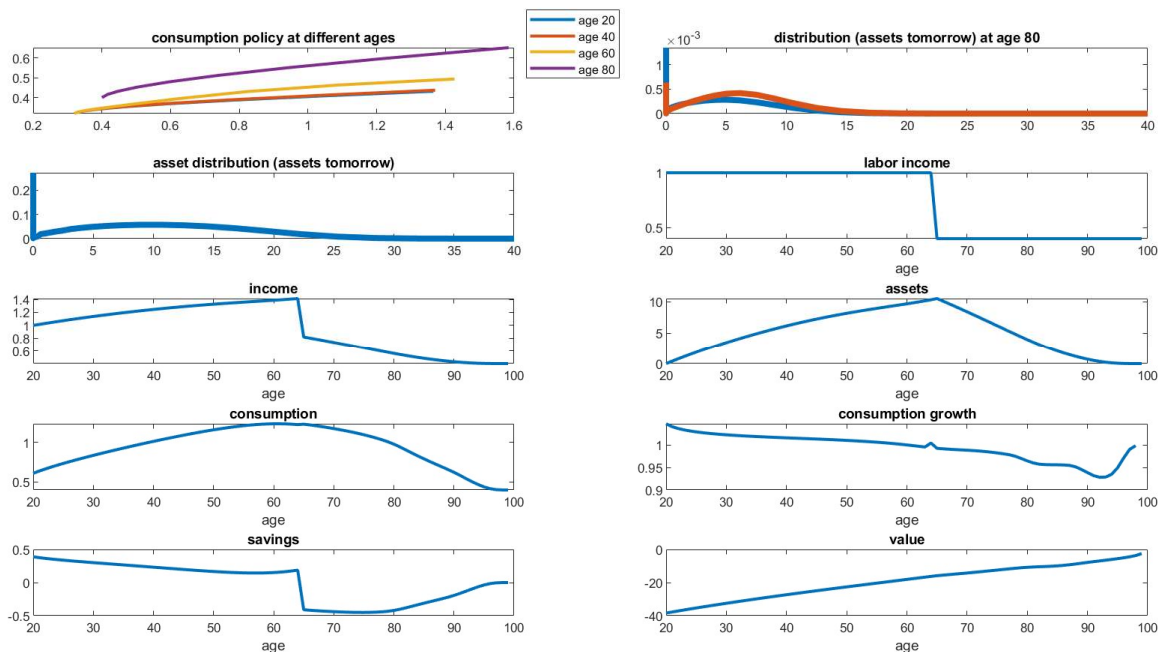 consumption policy at different ages
0.6
0.5
0.4
0.2 0.4 0.6 0.8 1 1.2 1.4 1.6
age 20
age 40
age 60
age 80
distribution (assets tomorrow) at age 80
×10⁻³
1
0.5
0
0 5 10 15 20 25 30 35 40
asset distribution (assets tomorrow)
0.2
0.1
0
0 5 10 15 20 25 30 35 40
labor income
1
0.5
20 30 40 50 60 70 80 90 100
age
income
1.4
1.2
1
0.8
0.6
20 30 40 50 60 70 80 90 100
age
assets
10
5
0
20 30 40 50 60 70 80 90 100
age
consumption
1
0.5
20 30 40 50 60 70 80 90 100
age
consumption growth
1
0.95
0.9
20 30 40 50 60 70 80 90 100
age
savings
0.5
0
-0.5
20 30 40 50 60 70 80 90 100
age
value
0
-20
-40
20 30 40 50 60 70 80 90 100
age